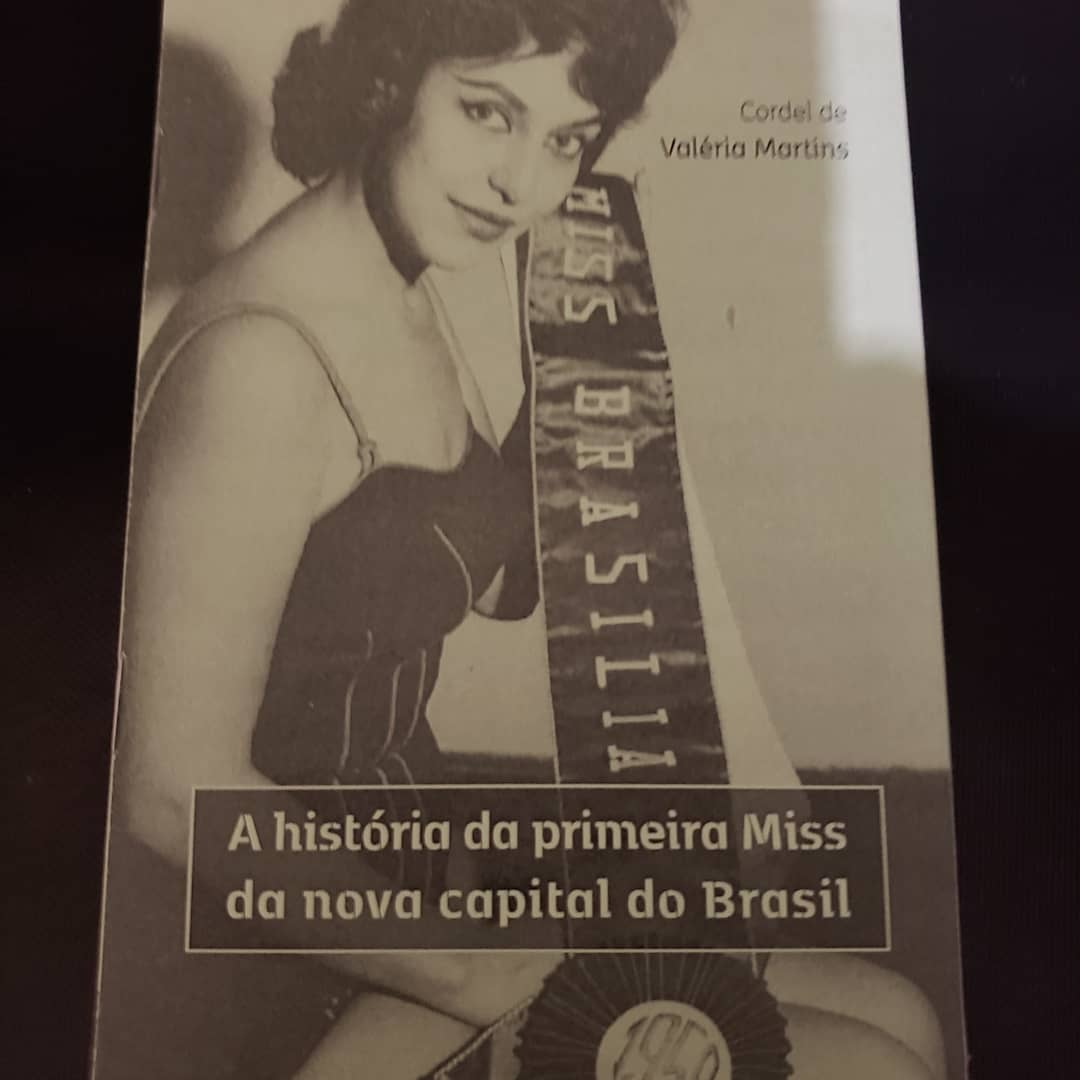 Cordel de
Valéria Martins
MISS BRASILIA
A história da primeira Miss
da nova capital do Brasil